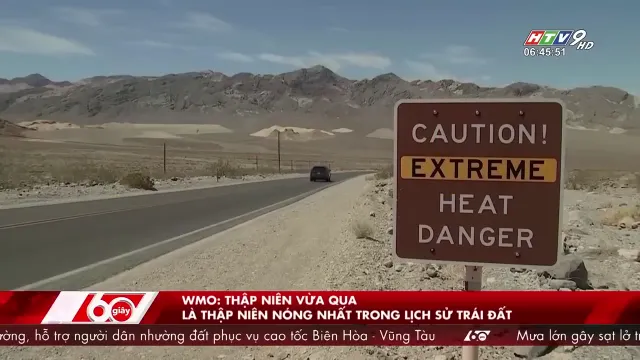 HTV9 HD
06:45:51
CAUTION!
EXTREME
HEAT
DANGER
60 giây
WMO: THẬP NIÊN VỪA QUA
LÀ THẬP NIÊN NÓNG NHẤT TRONG LỊCH SỬ TRÁI ĐẤT
ường, hỗ trợ người dân nhường đất phục vụ cao tốc Biên Hòa - Vũng Tàu 60 Mưa lớn gây sạt lở t